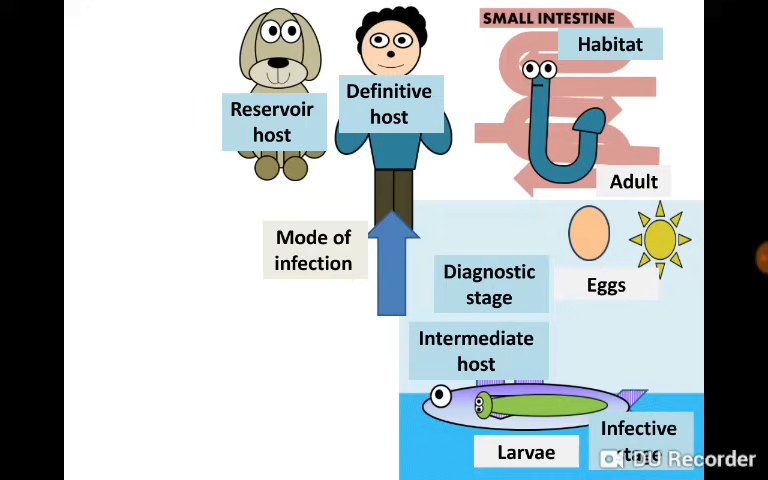 SMALL INTESTINE
Habitat
Definitive
host
Reservoir
host
Adult
Mode of
infection
Diagnostic
stage
Eggs
Intermediate
host
Infective
stage
Larvae
DU Recorder